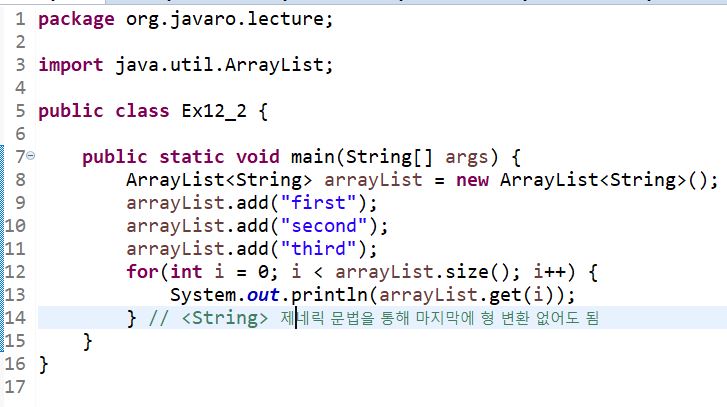 1 package org.javaro.lecture;
2
3 import java.util.ArrayList;
4
5 public class Ex12_2 {
6
7     public static void main(String[] args) {
8         ArrayList<String> arrayList = new ArrayList<String>();
9         arrayList.add("first");
10         arrayList.add("second");
11         arrayList.add("third");
12         for(int i = 0; i < arrayList.size(); i++) {
13             System.out.println(arrayList.get(i));
14         } // <String> 제네릭 문법을 통해 마지막에 형 변환 없어도 됨
15     }
16 }
17